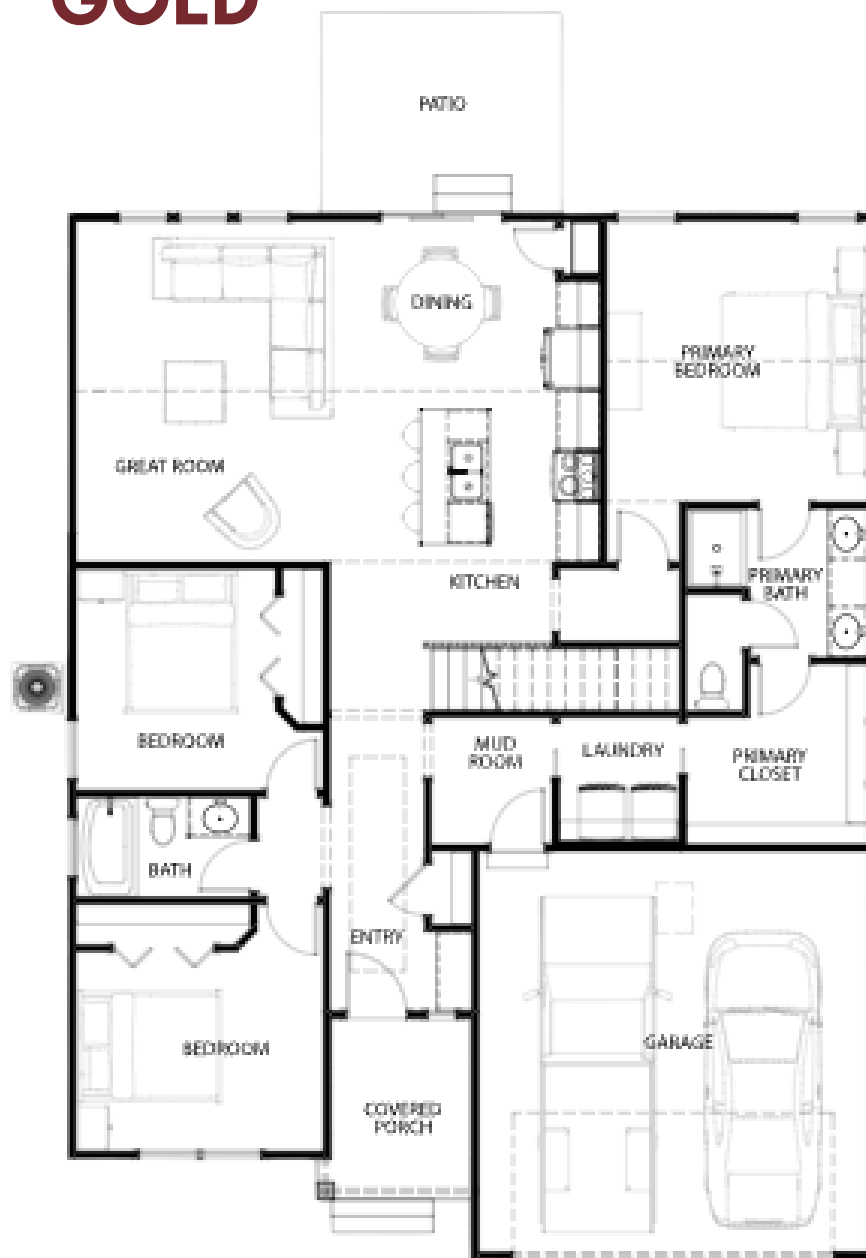 GOLD
PATIO
DINING
PRIMARY
BEDROOM
GREAT ROOM
KITCHEN
PRIMARY
BATH
BEDROOM
MUD
ROOM
LAUNDRY
PRIMARY
CLOSET
BATH
ENTRY
BEDROOM
GARAGE
COVERED
PORCH